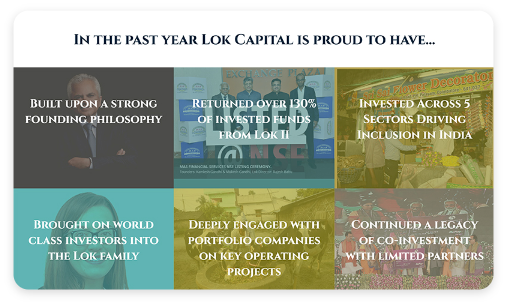 In the past year Lok Capital is proud to have...
Built upon a strong
founding philosophy
Returned over 130%
of invested funds
from Lok II
Invested across 5
Sectors Driving
Inclusion in India
Brought on world
class investors into
the Lok family
Deeply engaged with
portfolio companies
on key operating
projects
Continued a legacy
of co-investment
with limited partners